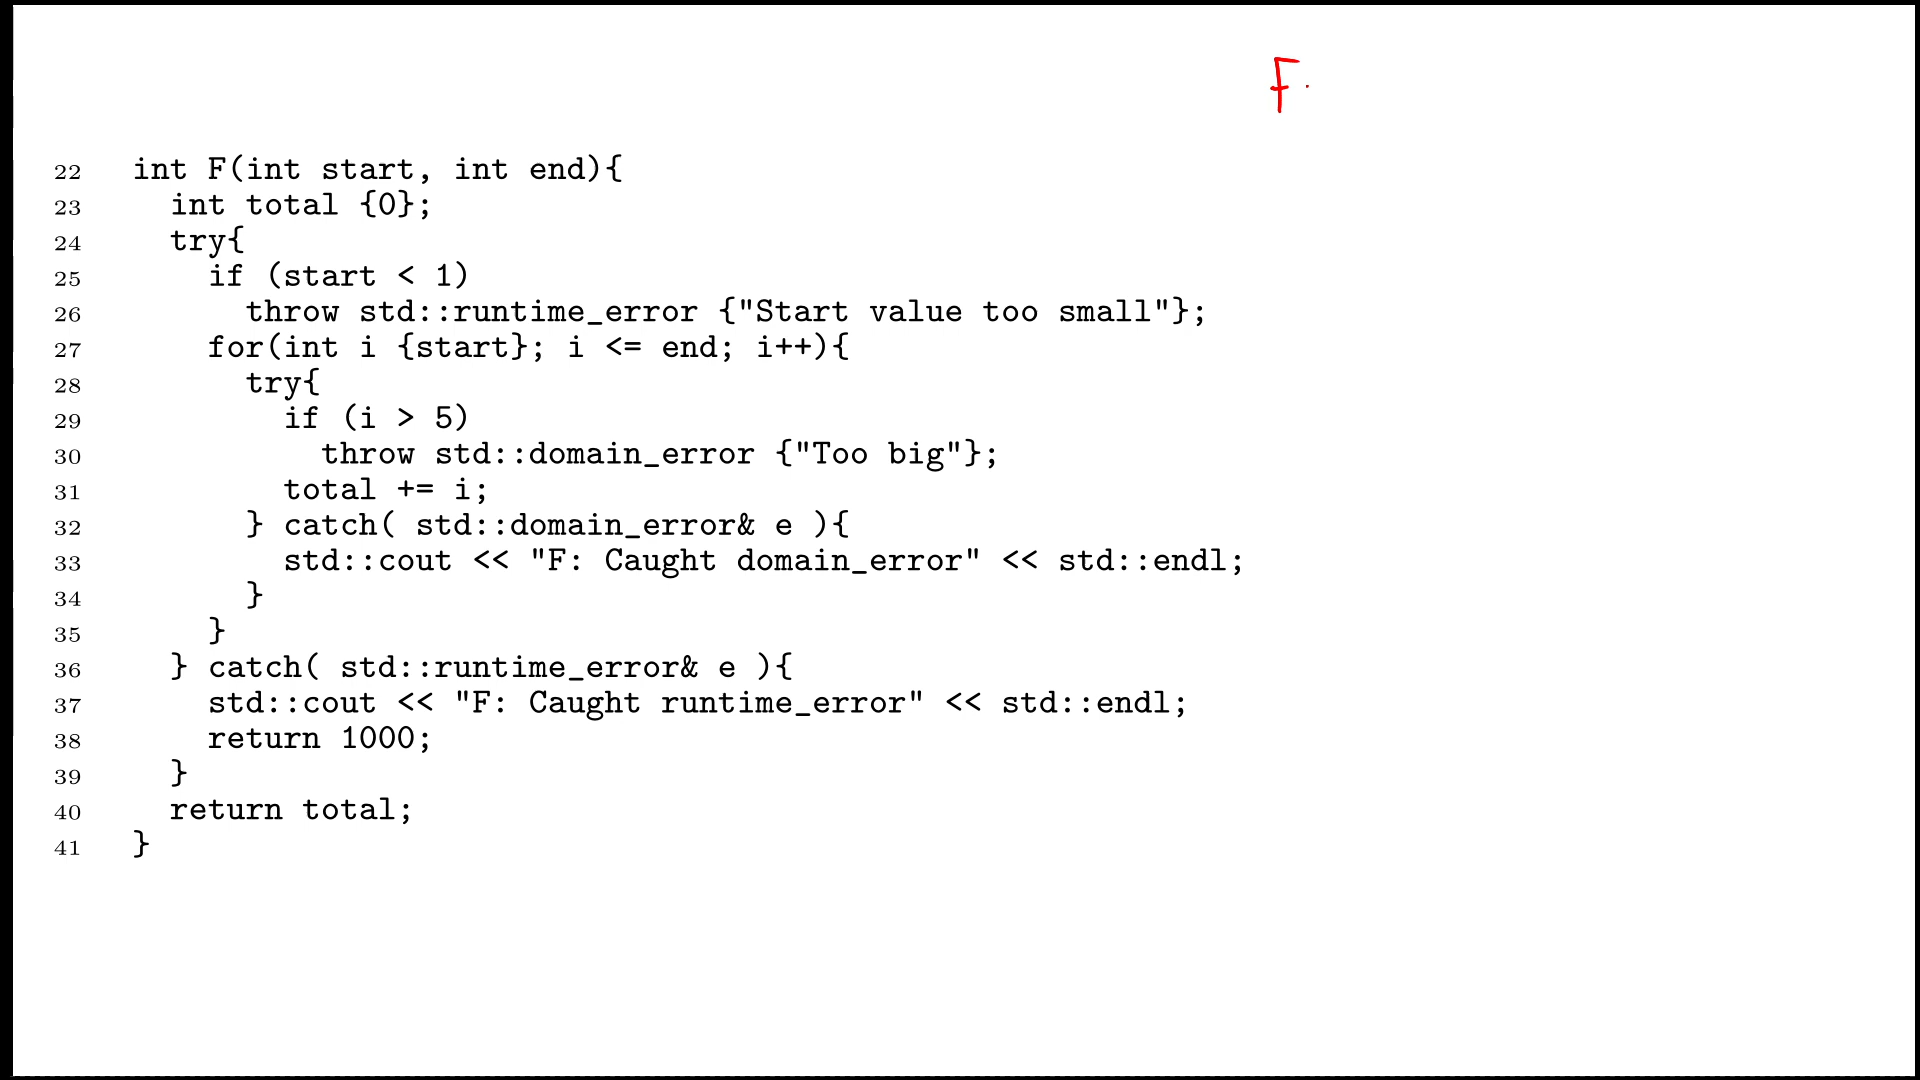 F.
22 int F(int start, int end){
23 int total {0};
24 try{
25 if (start < 1)
26 throw std::runtime_error {"Start value too small"};
27 for(int i {start}; i <= end; i++){
28 try{
29 if (i > 5)
30 throw std::domain_error {"Too big"};
31 total += i;
32 } catch( std::domain_error& e ){
33 std::cout << "F: Caught domain_error" << std::endl;
34 }
35 }
36 } catch( std::runtime_error& e ){
37 std::cout << "F: Caught runtime_error" << std::endl;
38 return 1000;
39 }
40 return total;
41 }